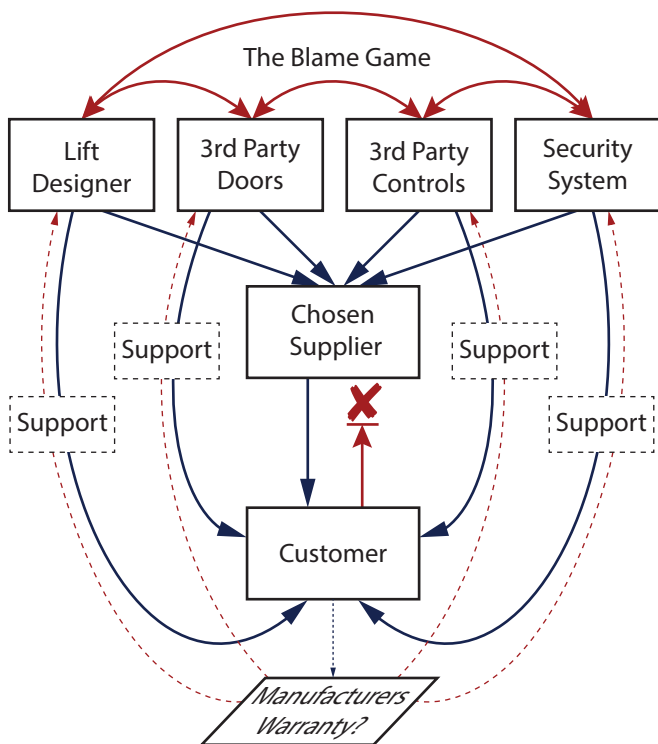 The Blame Game
Lift
Designer
3rd Party
Doors
3rd Party
Controls
Security
System
Chosen
Supplier
Support
Support
Support
Support
Customer
Manufacturers
Warranty?